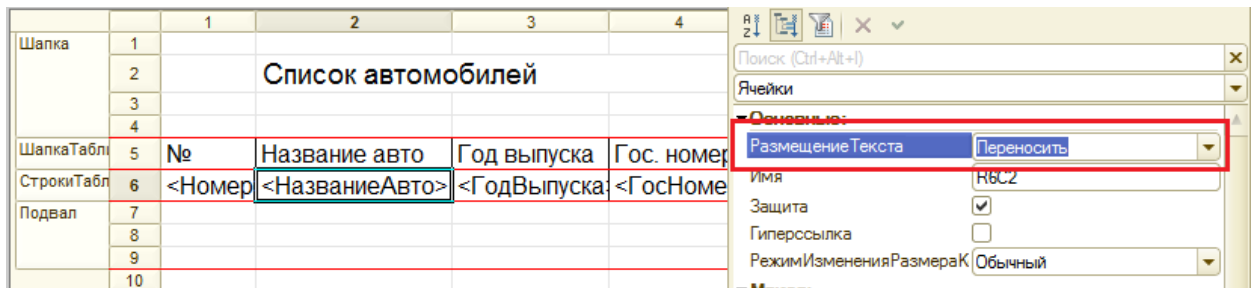 1 2 3 4
Шапка 1
2 Список автомобилей
3
4
ШапкаТабл 5 № Название авто Год выпуска Гос. номер
СтрокиТабл 6 <Номер <НазваниеАвто> <ГодВыпуска <ГосНоме
Подвал 7
8
9
10
Поиск (Ctrl+Alt+I)
Ячейки
Основные:
РазмещениеТекста Переносить
Имя R6C2
Защита
Гиперссылка
РежимИзмененияРазмераК Обычный